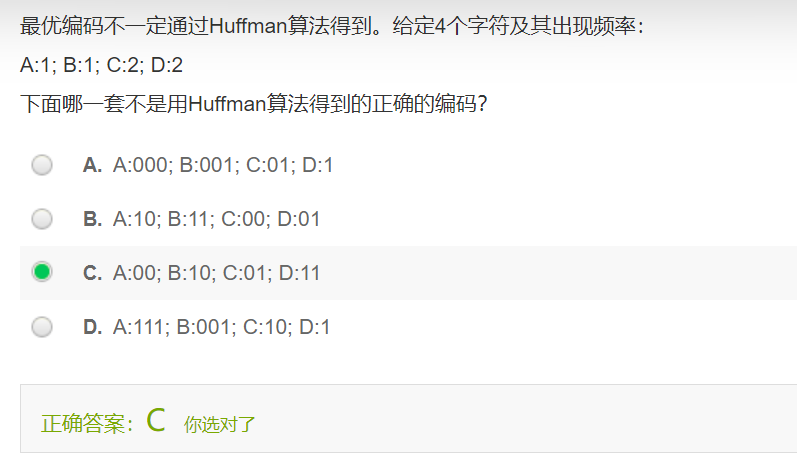 最优编码不一定通过Huffman算法得到。给定4个字符及其出现频率：
A:1; B:1; C:2; D:2
下面哪一套不是用Huffman算法得到的正确的编码？
A. A:000; B:001; C:01; D:1
B. A:10; B:11; C:00; D:01
C. A:00; B:10; C:01; D:11
D. A:111; B:001; C:10; D:1
正确答案：C 你选对了